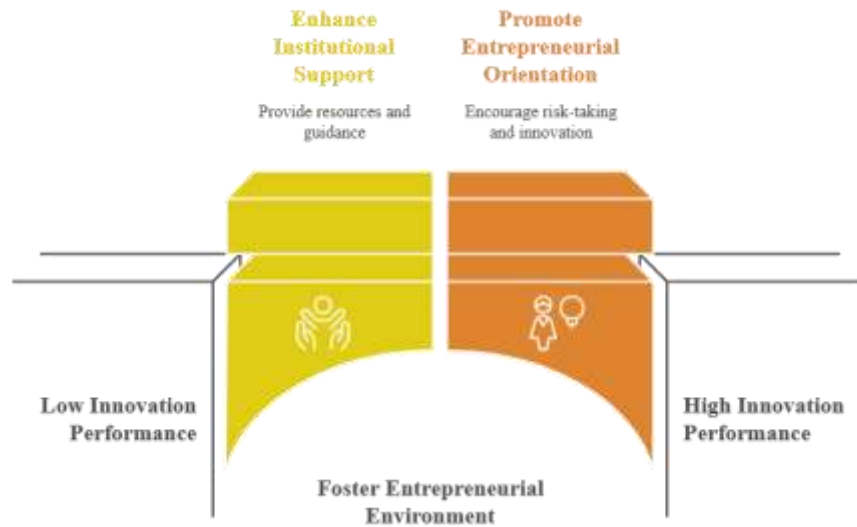 Enhance
Institutional
Support
Provide resources and
guidance
Promote
Entrepreneurial
Orientation
Encourage risk-taking
and innovation
Low Innovation
Performance
High Innovation
Performance
Foster Entrepreneurial
Environment